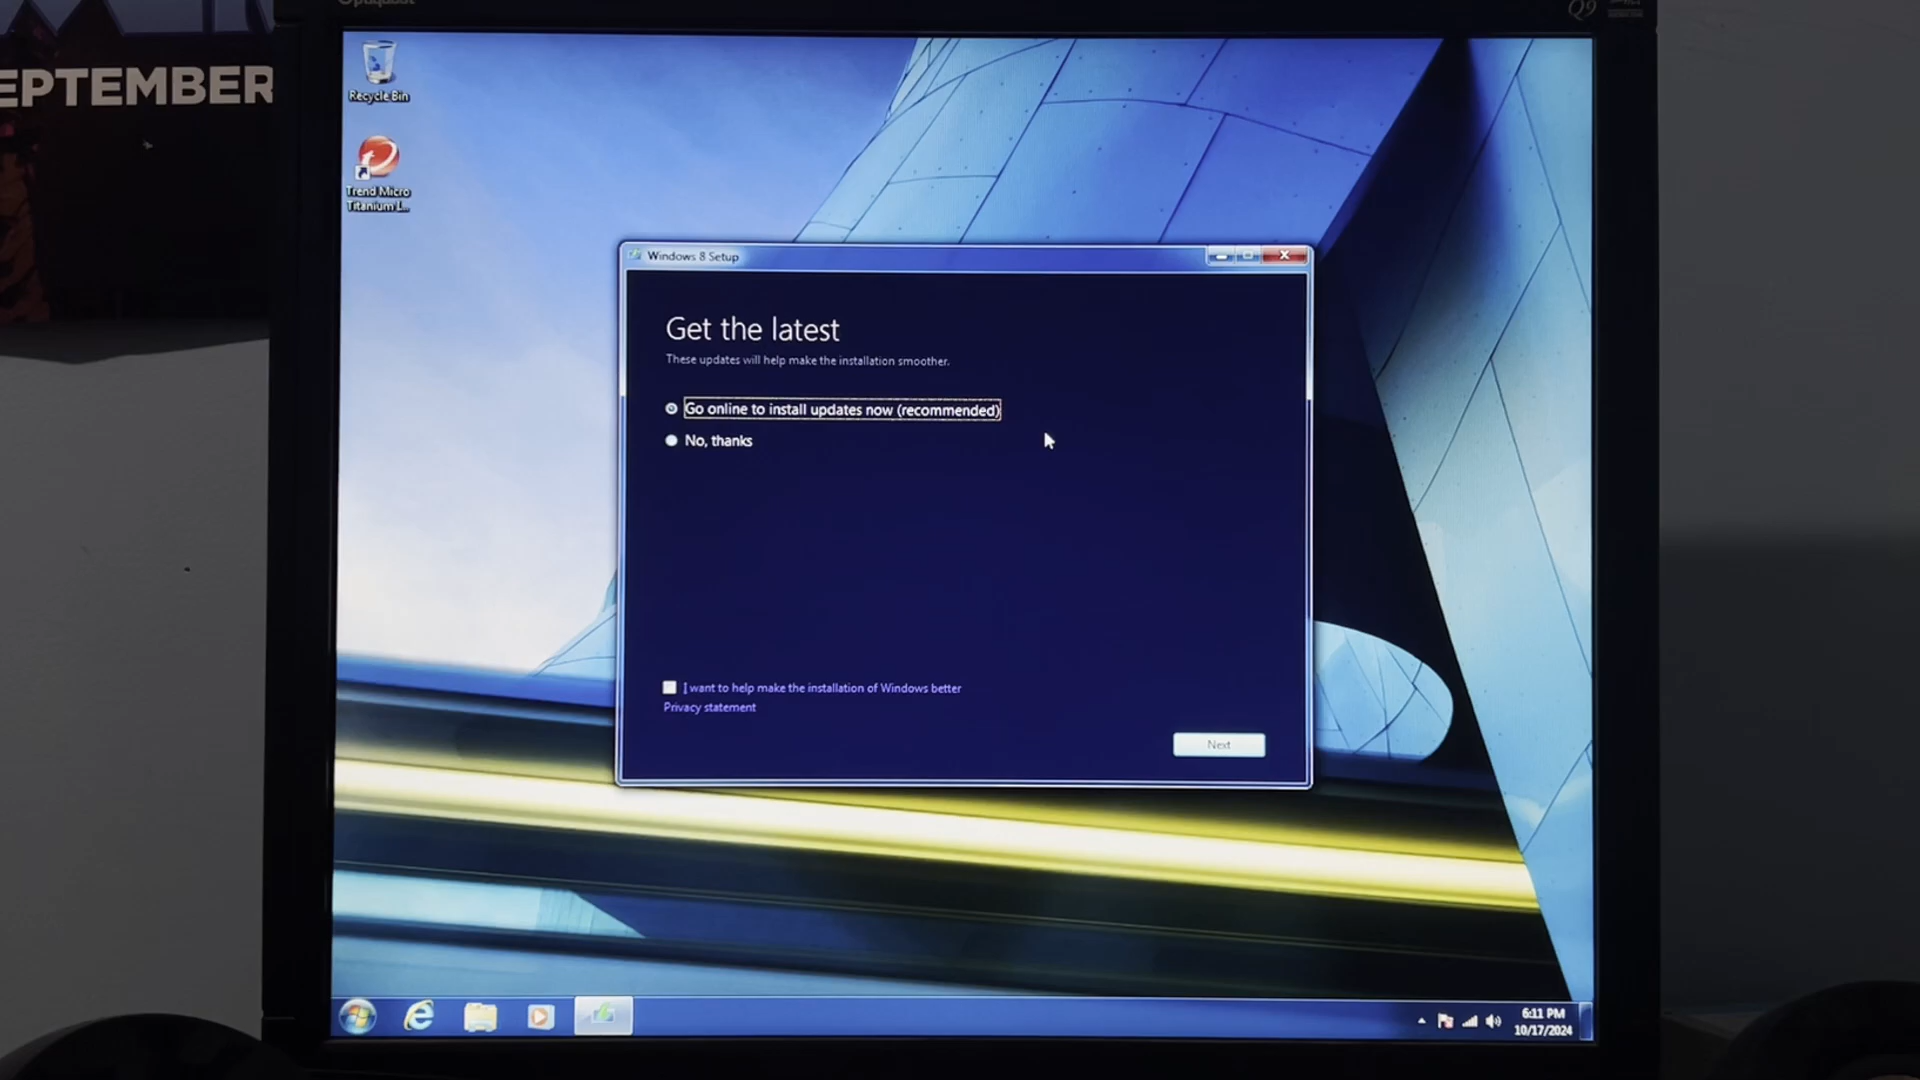 Q9
EPTEMBER
Recycle Bin
Trend Micro
Titanium I...
Windows 8 Setup
Get the latest
These updates will help make the installation smoother.
Go online to install updates now (recommended)
No, thanks
I want to help make the installation of Windows better
Privacy statement
Next
6:11 PM
10/17/2024